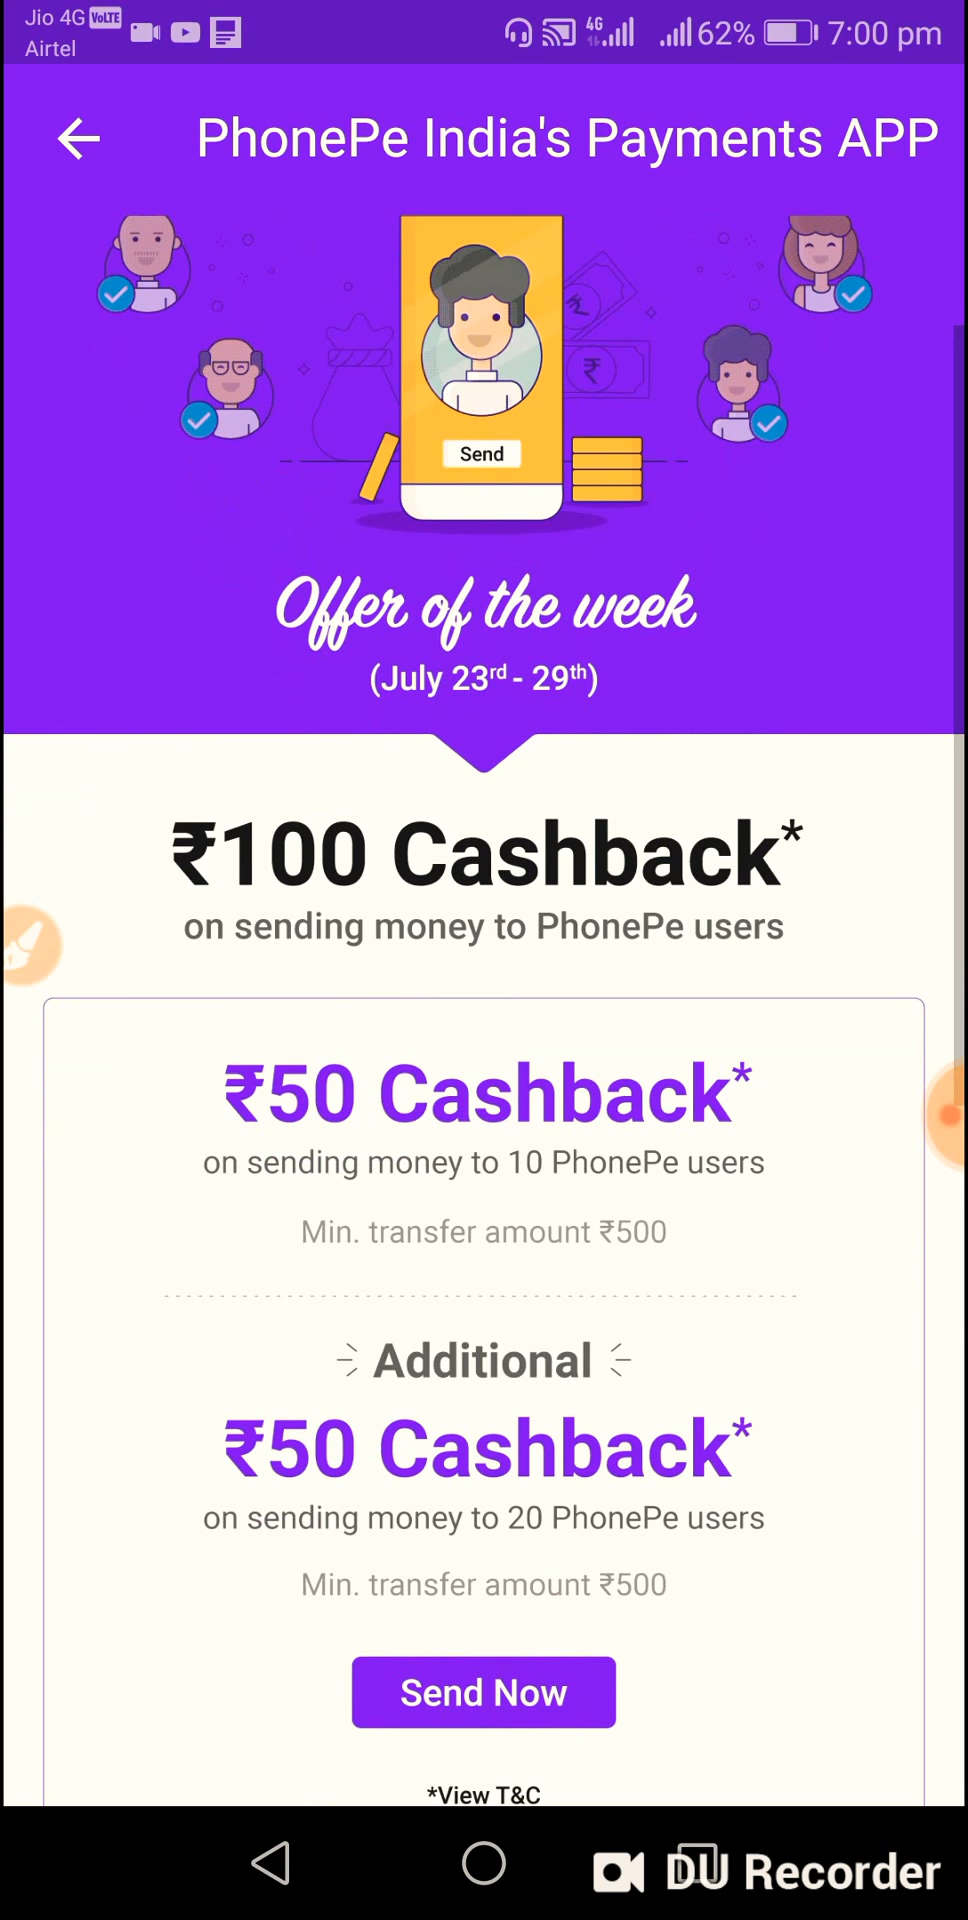 Jio 4G VoLTE
Airtel
4G
62%
7:00 pm
PhonePe India's Payments APP
₹
₹
Send
Offer of the week
(July 23rd - 29th)
₹100 Cashback*
on sending money to PhonePe users
₹50 Cashback*
on sending money to 10 PhonePe users
Min. transfer amount ₹500
Additional
₹50 Cashback*
on sending money to 20 PhonePe users
Min. transfer amount ₹500
Send Now
*View T&C
DU Recorder